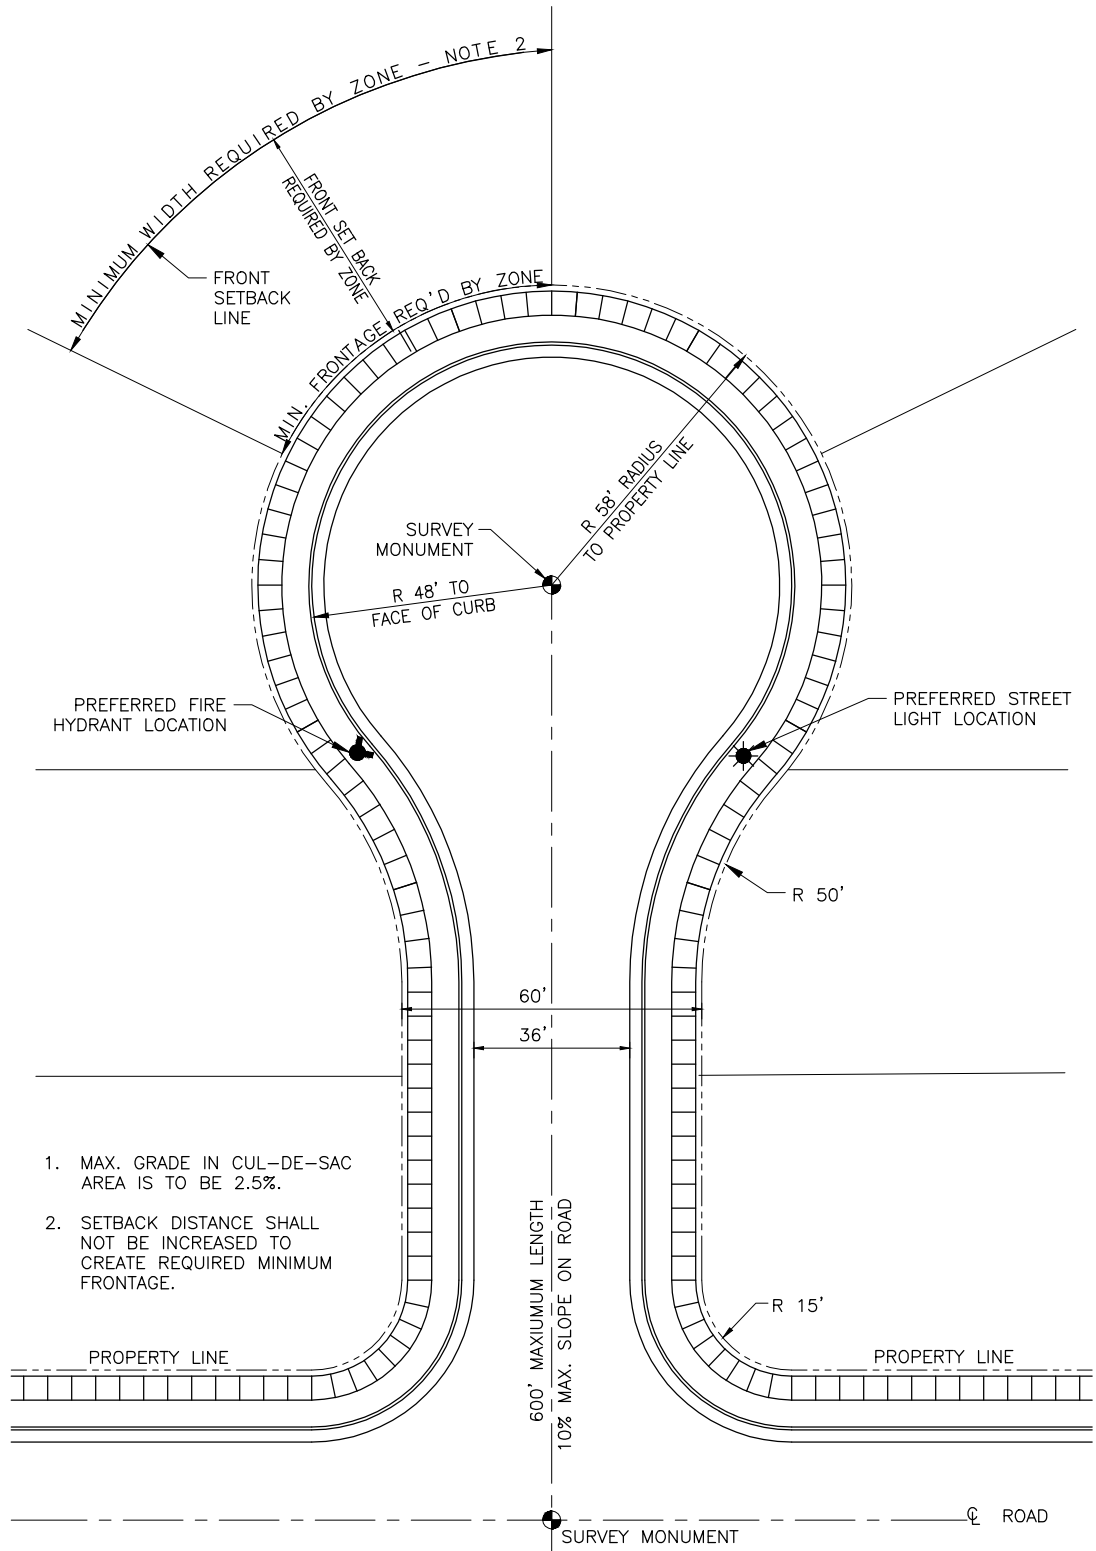 MINIMUM WIDTH REQUIRED BY ZONE - NOTE 2
FRONT SET BACK
REQUIRED BY ZONE
FRONT
SETBACK
LINE
MIN. FRONTAGE REQ'D BY ZONE
R 58' RADIUS
TO PROPERTY LINE
SURVEY
MONUMENT
R 48' TO
FACE OF CURB
PREFERRED FIRE
HYDRANT LOCATION
PREFERRED STREET
LIGHT LOCATION
R 50'
60'
36'
1. MAX. GRADE IN CUL-DE-SAC
AREA IS TO BE 2.5%.
2. SETBACK DISTANCE SHALL
NOT BE INCREASED TO
CREATE REQUIRED MINIMUM
FRONTAGE.
600' MAXIUMUM LENGTH
10% MAX. SLOPE ON ROAD
R 15'
PROPERTY LINE
PROPERTY LINE
℄ ROAD
SURVEY MONUMENT